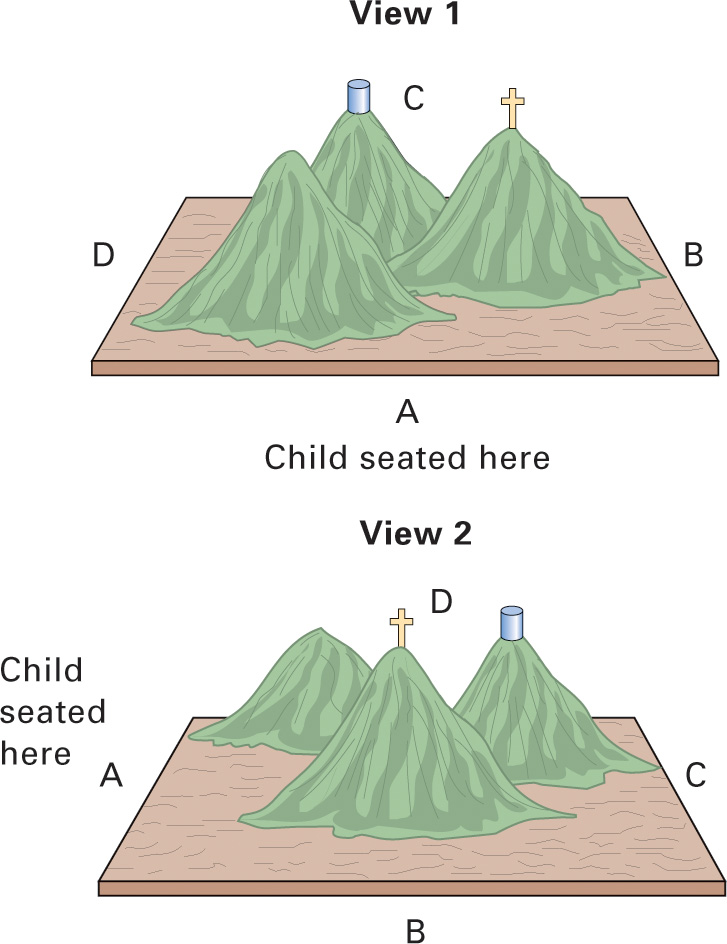 View 1
C
D
B
A
Child seated here
View 2
D
Child
seated
here
A
C
B